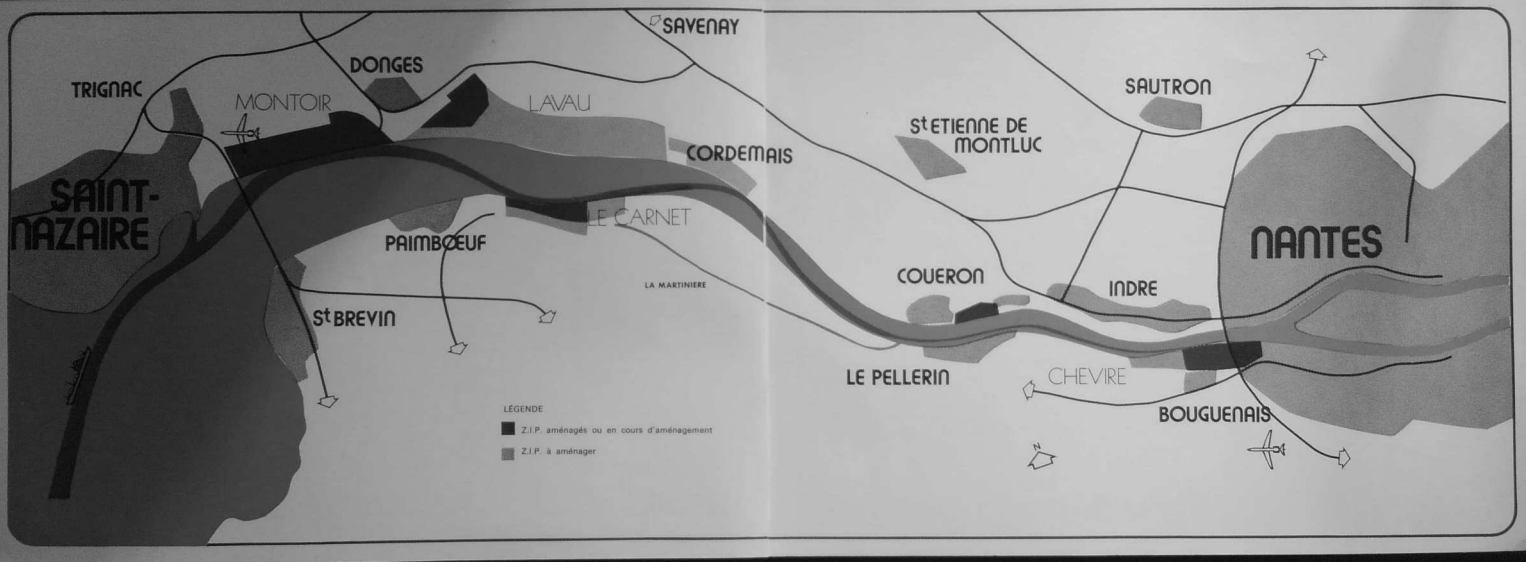 SAVENAY
DONGES
TRIGNAC
MONTOIR
LAVAU
SAUTRON
St ETIENNE DE
MONTLUC
CORDEMAIS
SAINT-
NAZAIRE
LE CARNET
PAIMBŒUF
NANTES
LA MARTINIERE
COUERON
INDRE
St BREVIN
LE PELLERIN
CHEVIRE
BOUGUENAIS
LÉGENDE
Z.I.P. aménagés ou en cours d'aménagement
Z.I.P. à aménager
N